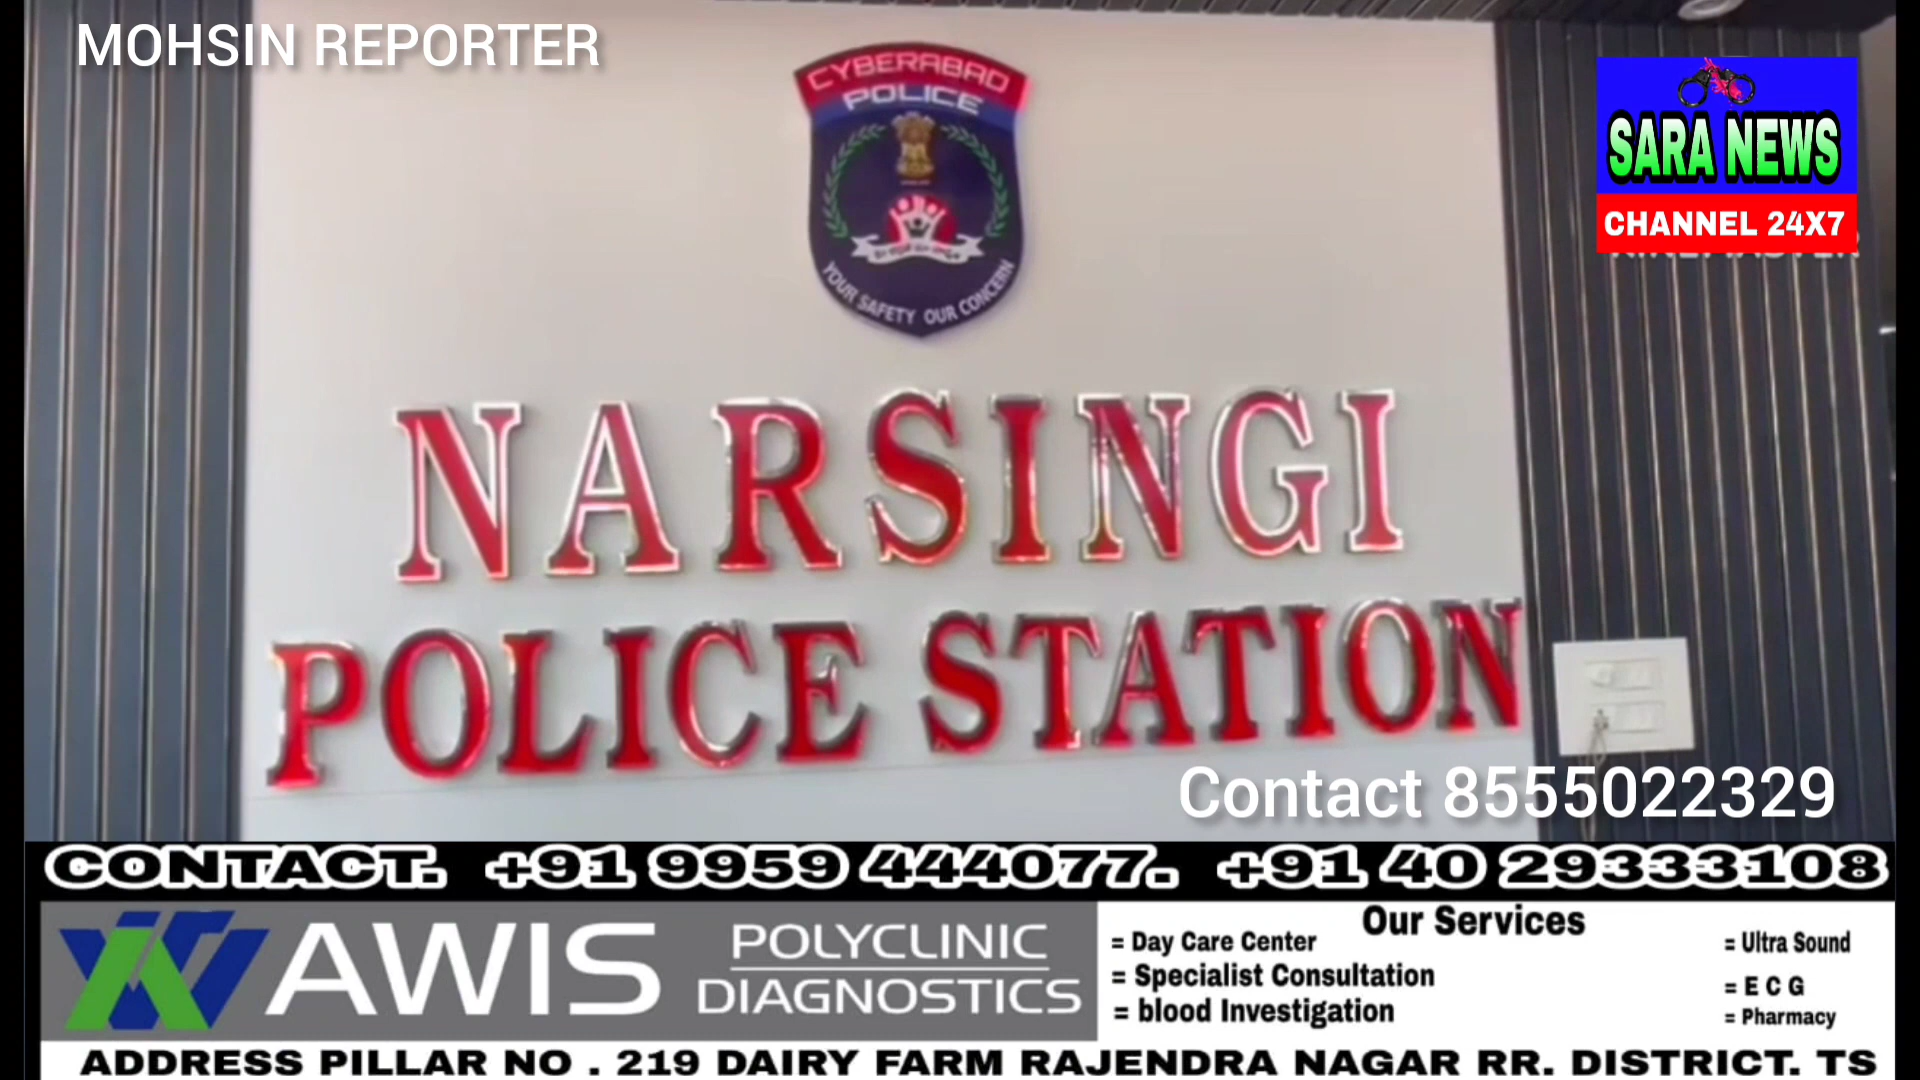 MOHSIN REPORTER
CYBERABAD
POLICE
YOUR SAFETY OUR CONCERN
SARA NEWS
CHANNEL 24X7
NARSINGI
POLICE STATION
Contact 8555022329
CONTACT. +91 9959 444077. +91 40 29333108
AWIS POLYCLINIC
DIAGNOSTICS
Our Services
= Day Care Center
= Specialist Consultation
= blood Investigation
= Ultra Sound
= E C G
= Pharmacy
ADDRESS PILLAR NO . 219 DAIRY FARM RAJENDRA NAGAR RR. DISTRICT. TS